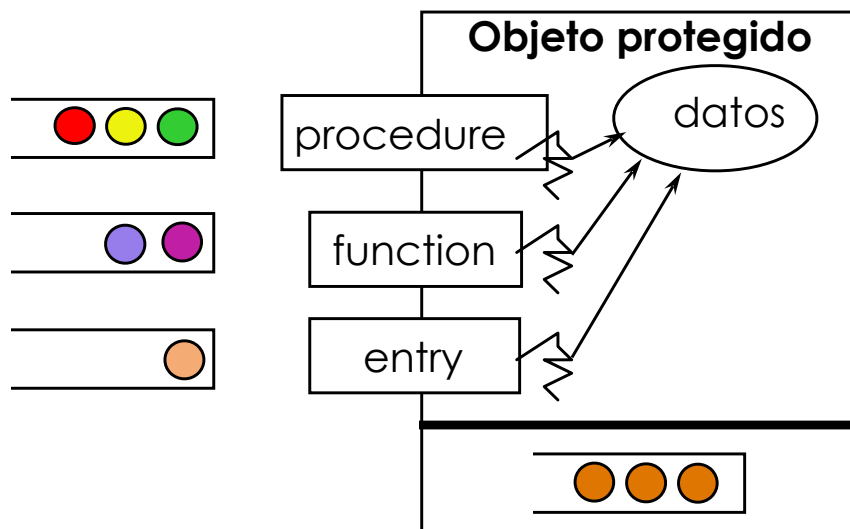 Objeto protegido
procedure
datos
function
entry